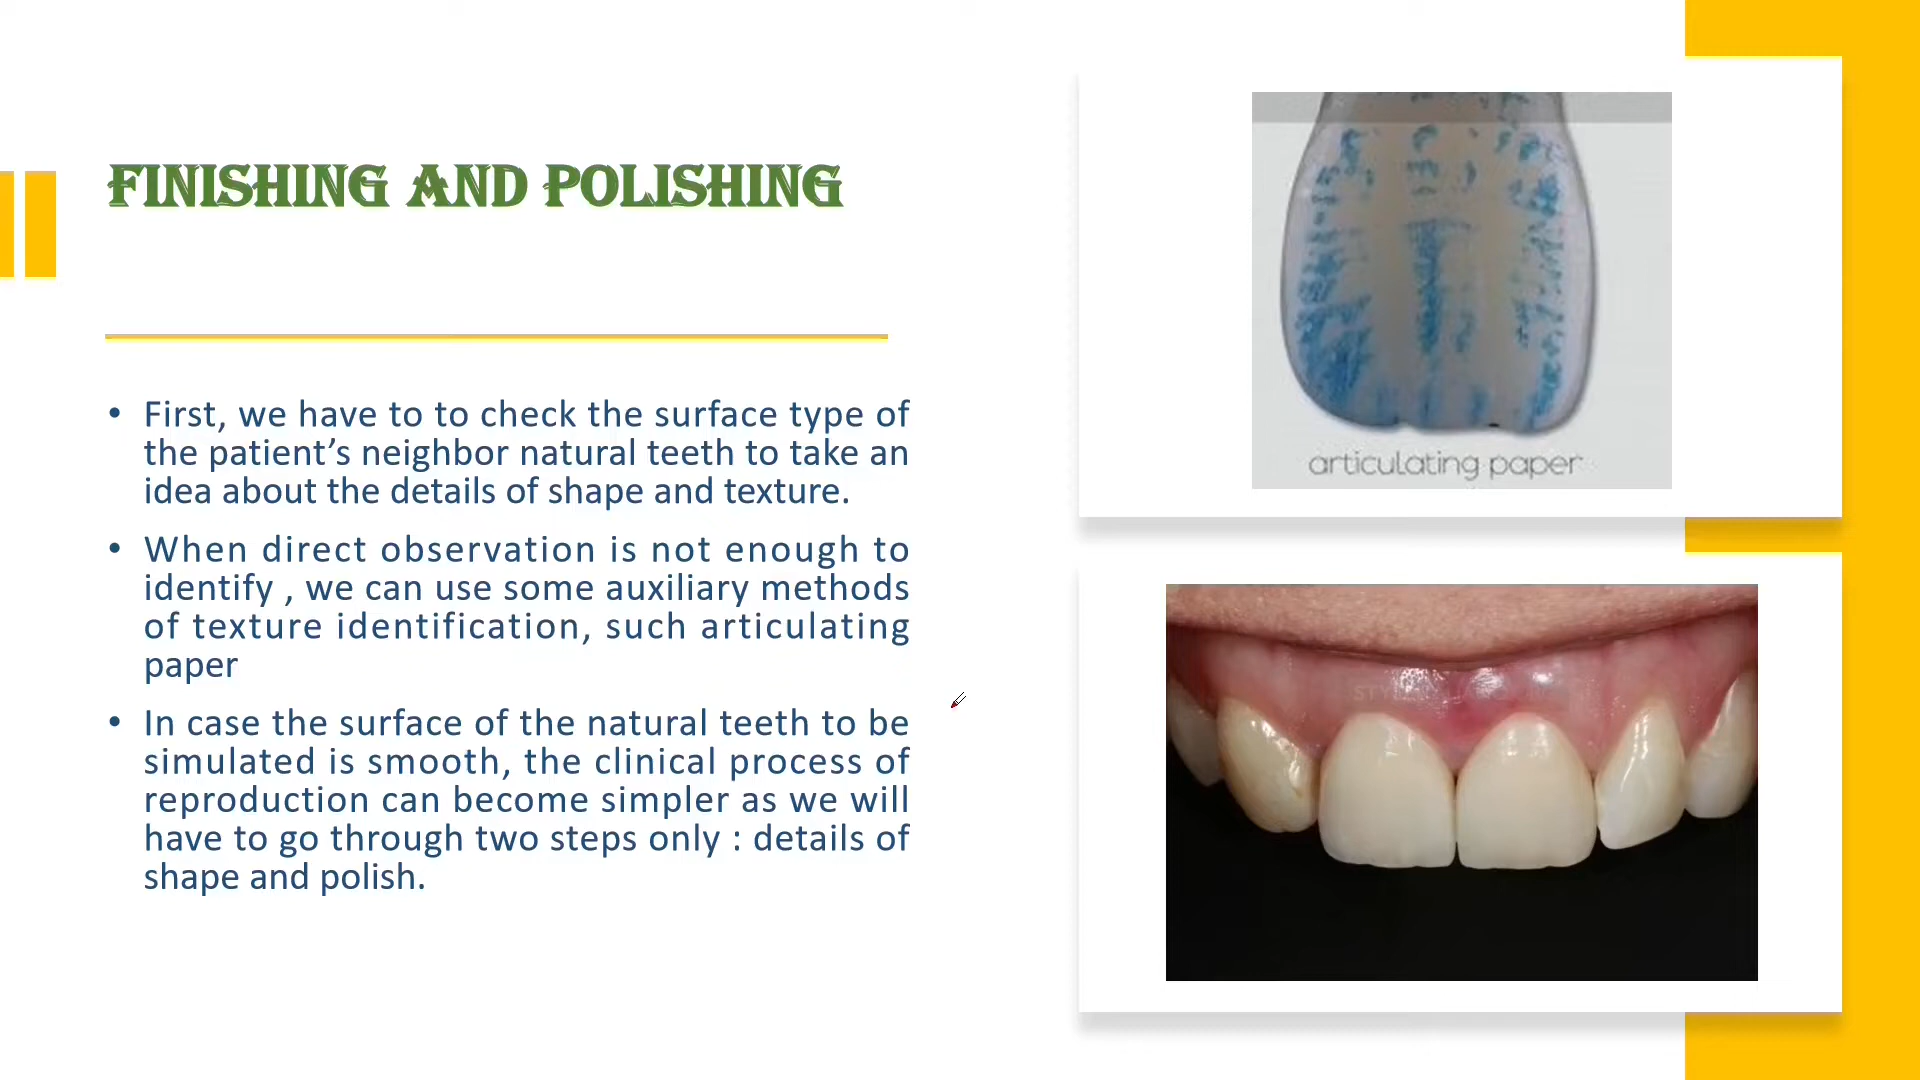 FINISHING AND POLISHING
• First, we have to to check the surface type of
the patient’s neighbor natural teeth to take an
idea about the details of shape and texture.
• When direct observation is not enough to
identify , we can use some auxiliary methods
of texture identification, such articulating
paper
• In case the surface of the natural teeth to be
simulated is smooth, the clinical process of
reproduction can become simpler as we will
have to go through two steps only : details of
shape and polish.
articulating paper